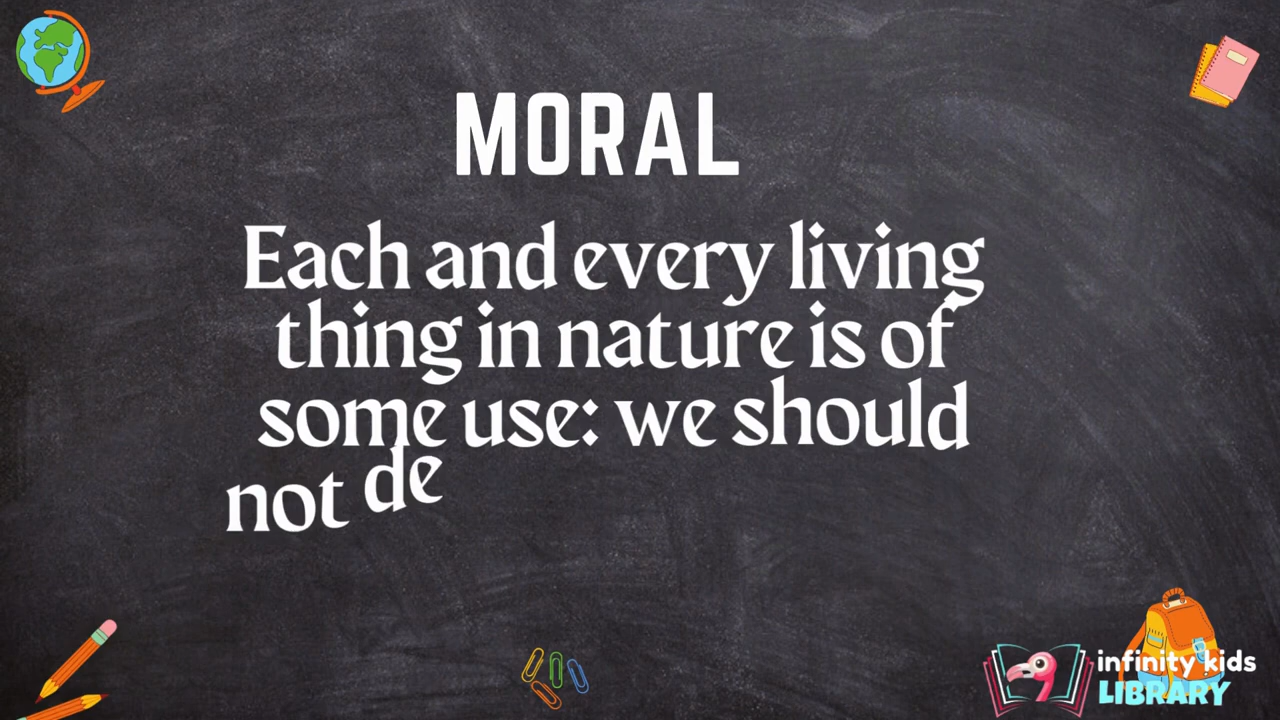 MORAL
Each and every living
thing in nature is of
some use: we should
not de
infinity kids
LIBRARY